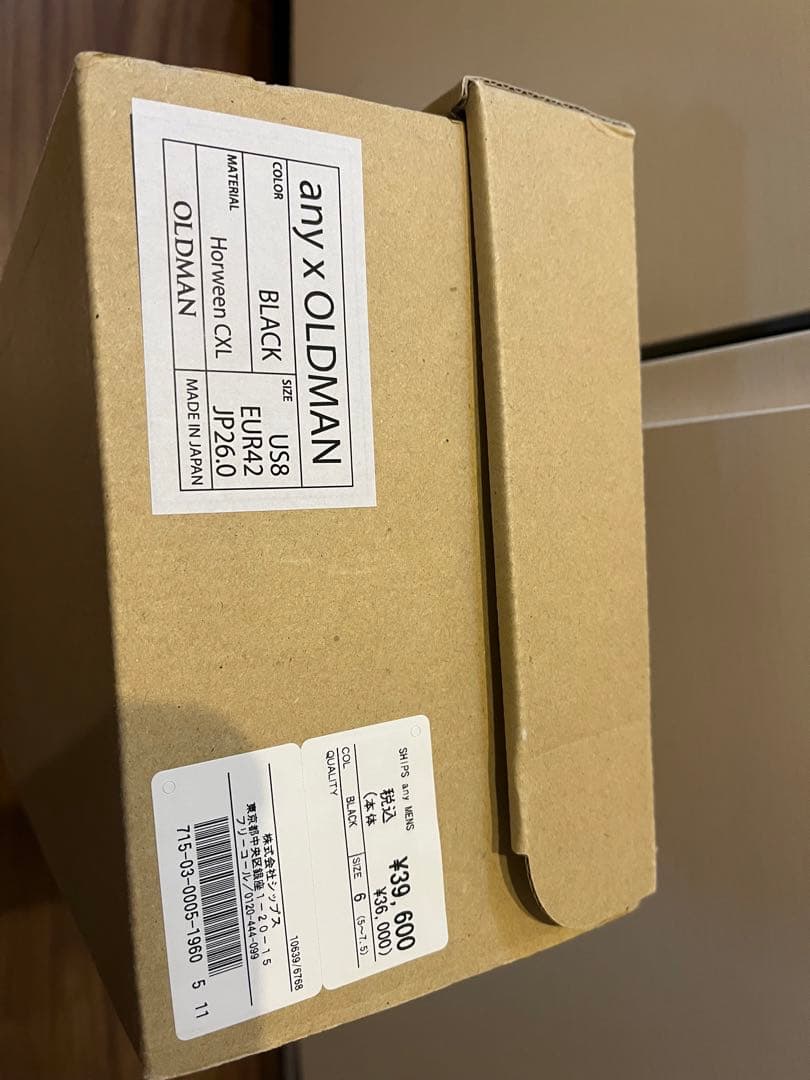 any x OLDMAN
COLOR
BLACK
SIZE
US8
EUR42
JP26.0
MATERIAL
Horween CXL
OLDMAN
MADE IN JAPAN
SHIPS any MENS
税込 ¥39,600
(本体 ¥36,000)
COL BLACK SIZE 6 (5~7.5)
QUALITY
10639/6768
株式会社シップス
東京都中央区銀座1-20-15
フリーコール/0120-444-099
715-03-0005-1960 5 11